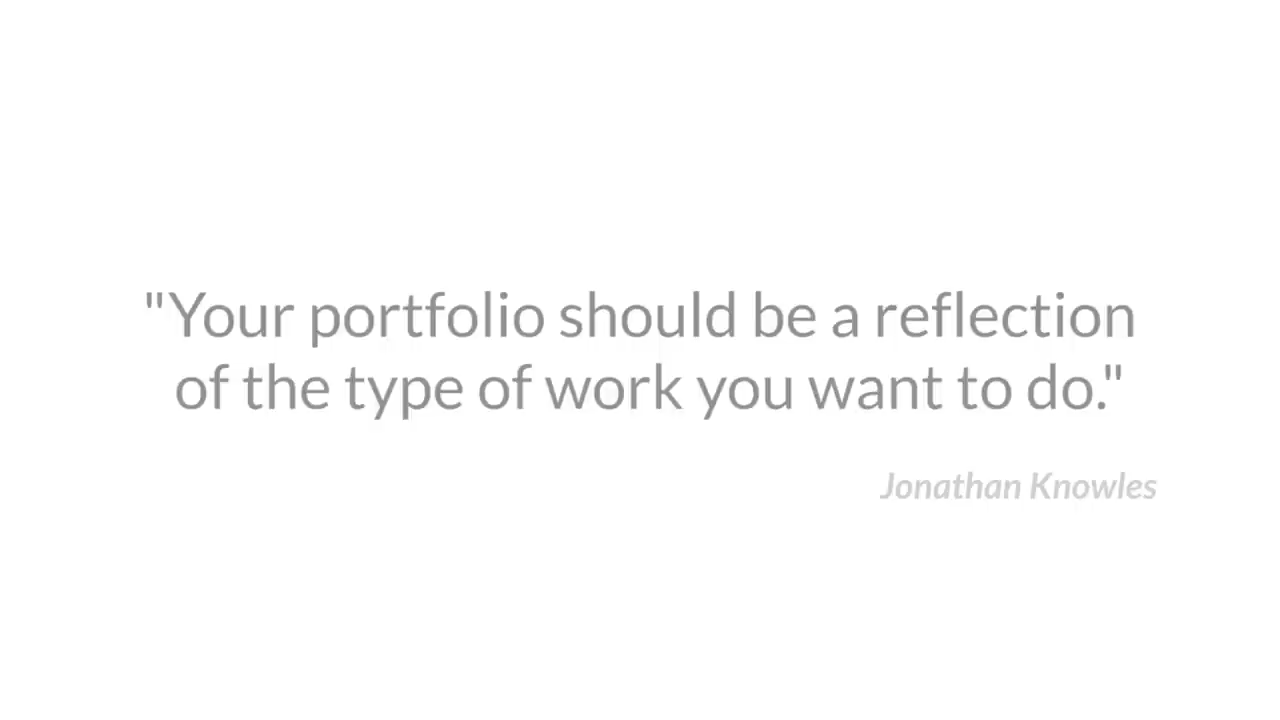 "Your portfolio should be a reflection
of the type of work you want to do."
Jonathan Knowles